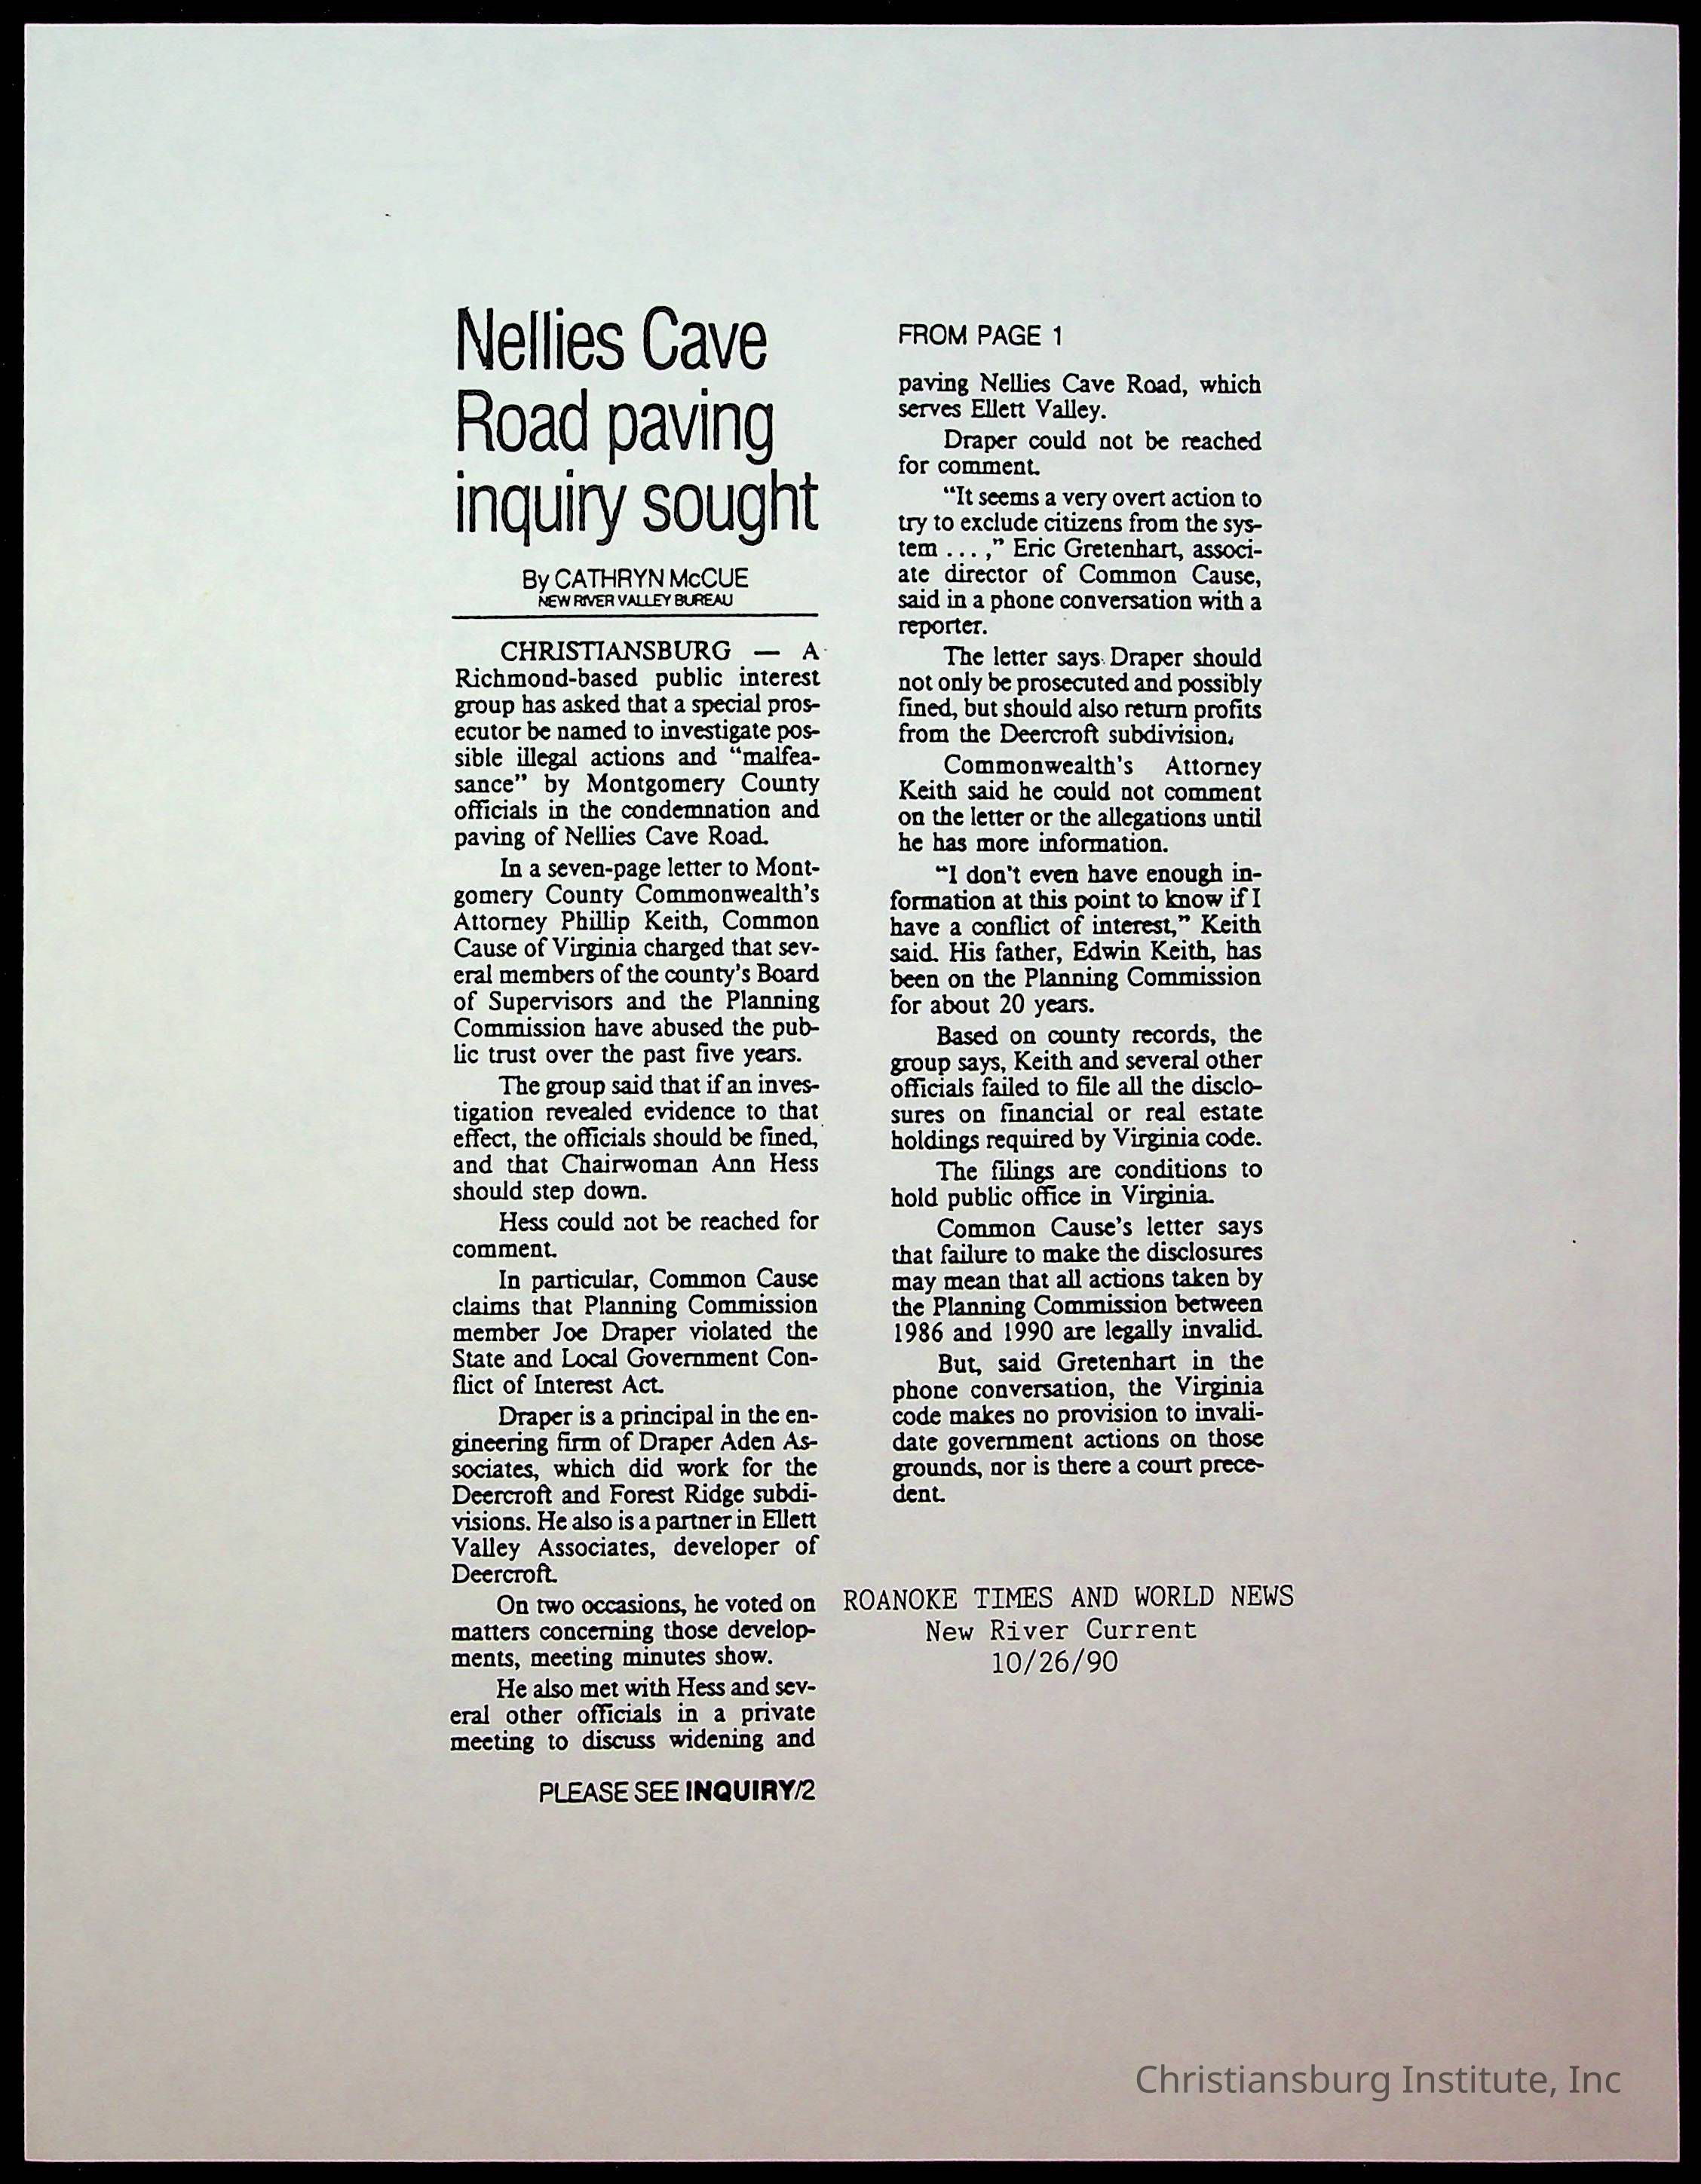 Nellies Cave
Road paving
inquiry sought
By CATHRYN McCUE
NEW RIVER VALLEY BUREAU
CHRISTIANSBURG — A
Richmond-based public interest
group has asked that a special pros-
ecutor be named to investigate pos-
sible illegal actions and “malfea-
sance” by Montgomery County
officials in the condemnation and
paving of Nellies Cave Road.
In a seven-page letter to Mont-
gomery County Commonwealth's
Attorney Phillip Keith, Common
Cause of Virginia charged that sev-
eral members of the county's Board
of Supervisors and the Planning
Commission have abused the pub-
lic trust over the past five years.
The group said that if an inves-
tigation revealed evidence to that
effect, the officials should be fined,
and that Chairwoman Ann Hess
should step down.
Hess could not be reached for
comment.
In particular, Common Cause
claims that Planning Commission
member Joe Draper violated the
State and Local Government Con-
flict of Interest Act.
Draper is a principal in the en-
gineering firm of Draper Aden As-
sociates, which did work for the
Deercroft and Forest Ridge subdi-
visions. He also is a partner in Ellett
Valley Associates, developer of
Deercroft.
On two occasions, he voted on
matters concerning those develop-
ments, meeting minutes show.
He also met with Hess and sev-
eral other officials in a private
meeting to discuss widening and
PLEASE SEE INQUIRY/2
FROM PAGE 1
paving Nellies Cave Road, which
serves Ellett Valley.
Draper could not be reached
for comment.
“It seems a very overt action to
try to exclude citizens from the sys-
tem ... ,” Eric Gretenhart, associ-
ate director of Common Cause,
said in a phone conversation with a
reporter.
The letter says Draper should
not only be prosecuted and possibly
fined, but should also return profits
from the Deercroft subdivision.
Commonwealth's Attorney
Keith said he could not comment
on the letter or the allegations until
he has more information.
“I don't even have enough in-
formation at this point to know if I
have a conflict of interest,” Keith
said. His father, Edwin Keith, has
been on the Planning Commission
for about 20 years.
Based on county records, the
group says, Keith and several other
officials failed to file all the disclo-
sures on financial or real estate
holdings required by Virginia code.
The filings are conditions to
hold public office in Virginia.
Common Cause's letter says
that failure to make the disclosures
may mean that all actions taken by
the Planning Commission between
1986 and 1990 are legally invalid.
But, said Gretenhart in the
phone conversation, the Virginia
code makes no provision to invali-
date government actions on those
grounds, nor is there a court prece-
dent.
ROANOKE TIMES AND WORLD NEWS
New River Current
10/26/90
Christiansburg Institute, Inc